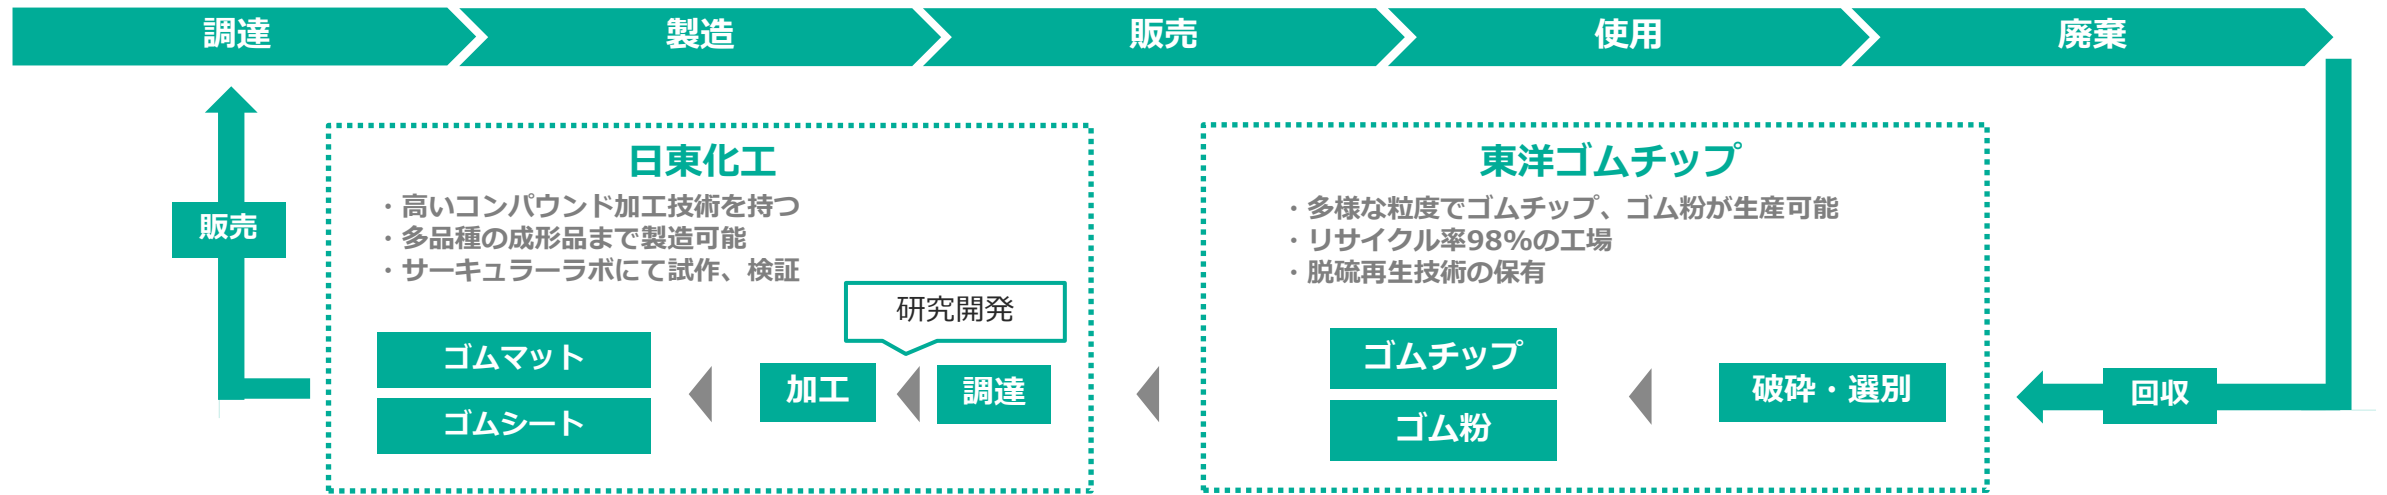 調達
製造
販売
使用
廃棄
販売
日東化工
・高いコンパウンド加工技術を持つ
・多品種の成形品まで製造可能
・サーキュラーラボにて試作、検証
研究開発
ゴムマット
ゴムシート
加工
調達
東洋ゴムチップ
・多様な粒度でゴムチップ、ゴム粉が生産可能
・リサイクル率98%の工場
・脱硫再生技術の保有
ゴムチップ
ゴム粉
破砕・選別
回収